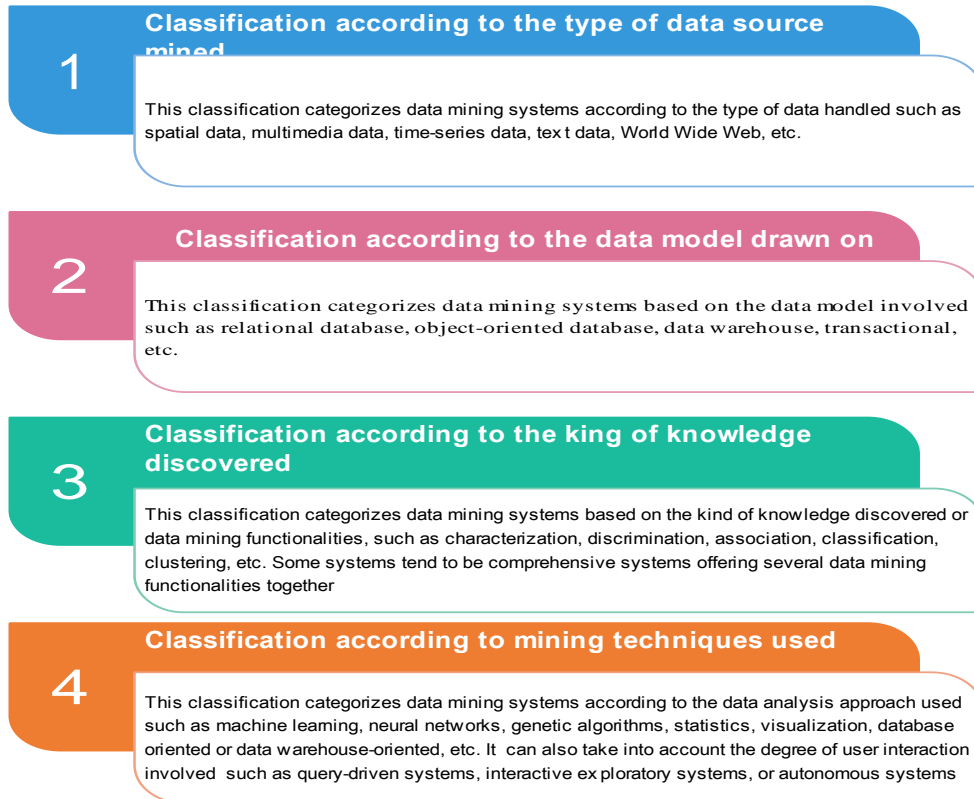 Classification according to the type of data source
mined
1
This classification categorizes data mining systems according to the type of data handled such as
spatial data, multimedia data, time-series data, text data, World Wide Web, etc.
Classification according to the data model drawn on
2
This classification categorizes data mining systems based on the data model involved
such as relational database, object-oriented database, data warehouse, transactional,
etc.
Classification according to the king of knowledge
discovered
3
This classification categorizes data mining systems based on the kind of knowledge discovered or
data mining functionalities, such as characterization, discrimination, association, classification,
clustering, etc. Some systems tend to be comprehensive systems offering several data mining
functionalities together
Classification according to mining techniques used
4
This classification categorizes data mining systems according to the data analysis approach used
such as machine learning, neural networks, genetic algorithms, statistics, visualization, database
oriented or data warehouse-oriented, etc. It can also take into account the degree of user interaction
involved such as query-driven systems, interactive exploratory systems, or autonomous systems